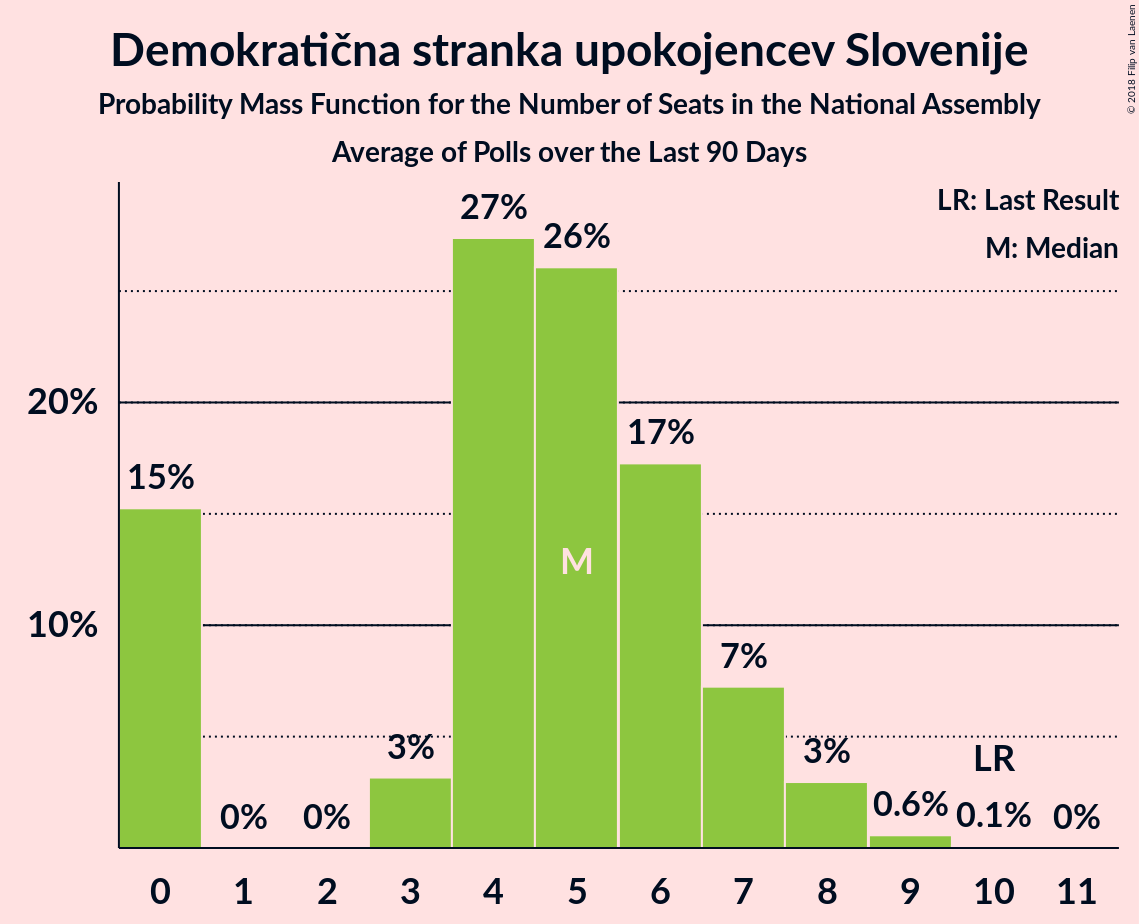 Demokratična stranka upokojencev Slovenije
Probability Mass Function for the Number of Seats in the National Assembly
Average of Polls over the Last 90 Days
© 2018 Filip van Laenen
LR: Last Result
M: Median
27%
26%
20%
17%
15%
M
10%
7%
3%
3%
LR
0%
0%
0.6%
0.1%
0%
0 1 2 3 4 5 6 7 8 9 10 11